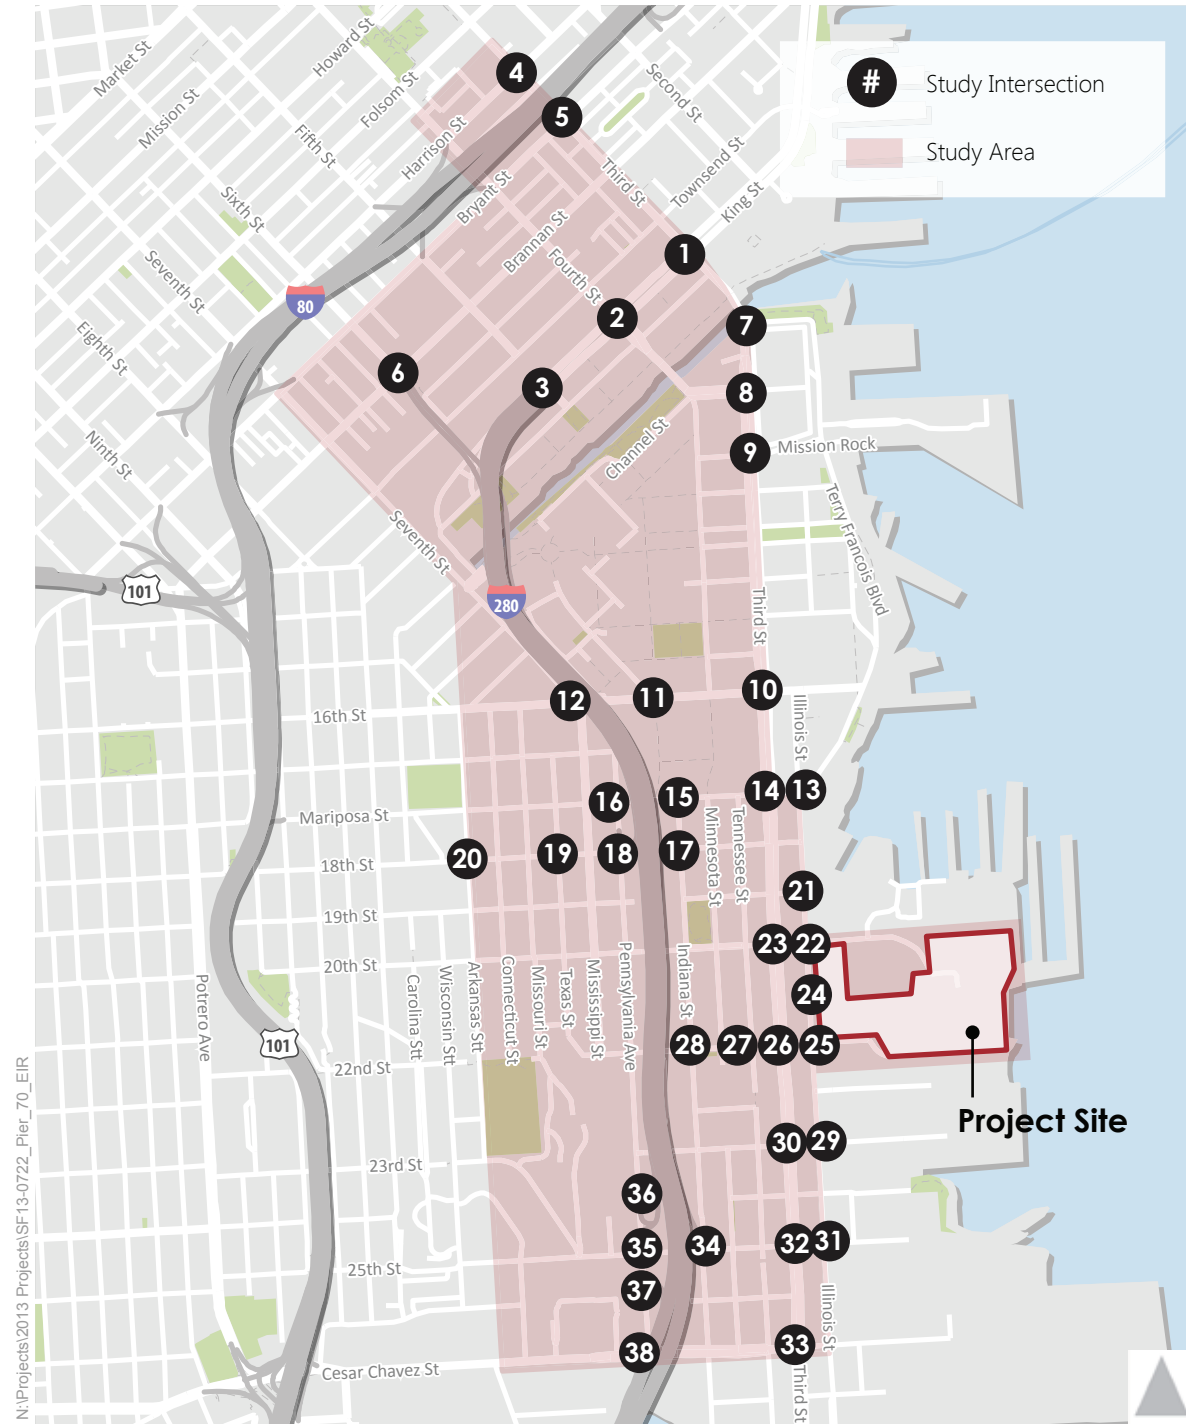 Market St
Howard St
Mission St
Folsom St
Fifth St
Harrison St
Sixth St
Bryant St
Second St
Third St
Townsend St
King St
#
Study Intersection
Study Area
4
5
Brannan St
Fourth St
Seventh St
Eighth St
Ninth St
80
1
2
7
6
3
8
9
Mission Rock
Channel St
Seventh St
Terry Francois Blvd
101
280
Third St
16th St
12
11
10
Illinois St
16
15
14
13
Mariposa St
Minnesota St
Tennessee St
18th St
20
19
18
17
21
19th St
23
22
20th St
24
Potrero Ave
Carolina Stt
Wisconsin Stt
Arkansas Stt
Connecticut St
Missouri St
Texas St
Mississippi St
Pennsylvania Ave
Indiana St
101
22nd St
28
27
26
25
Project Site
30
29
23rd St
36
35
34
32
31
25th St
37
Illinois St
38
33
Cesar Chavez St
Third St
N:\Projects\2013 Projects\SF13-0722_Pier_70_EIR